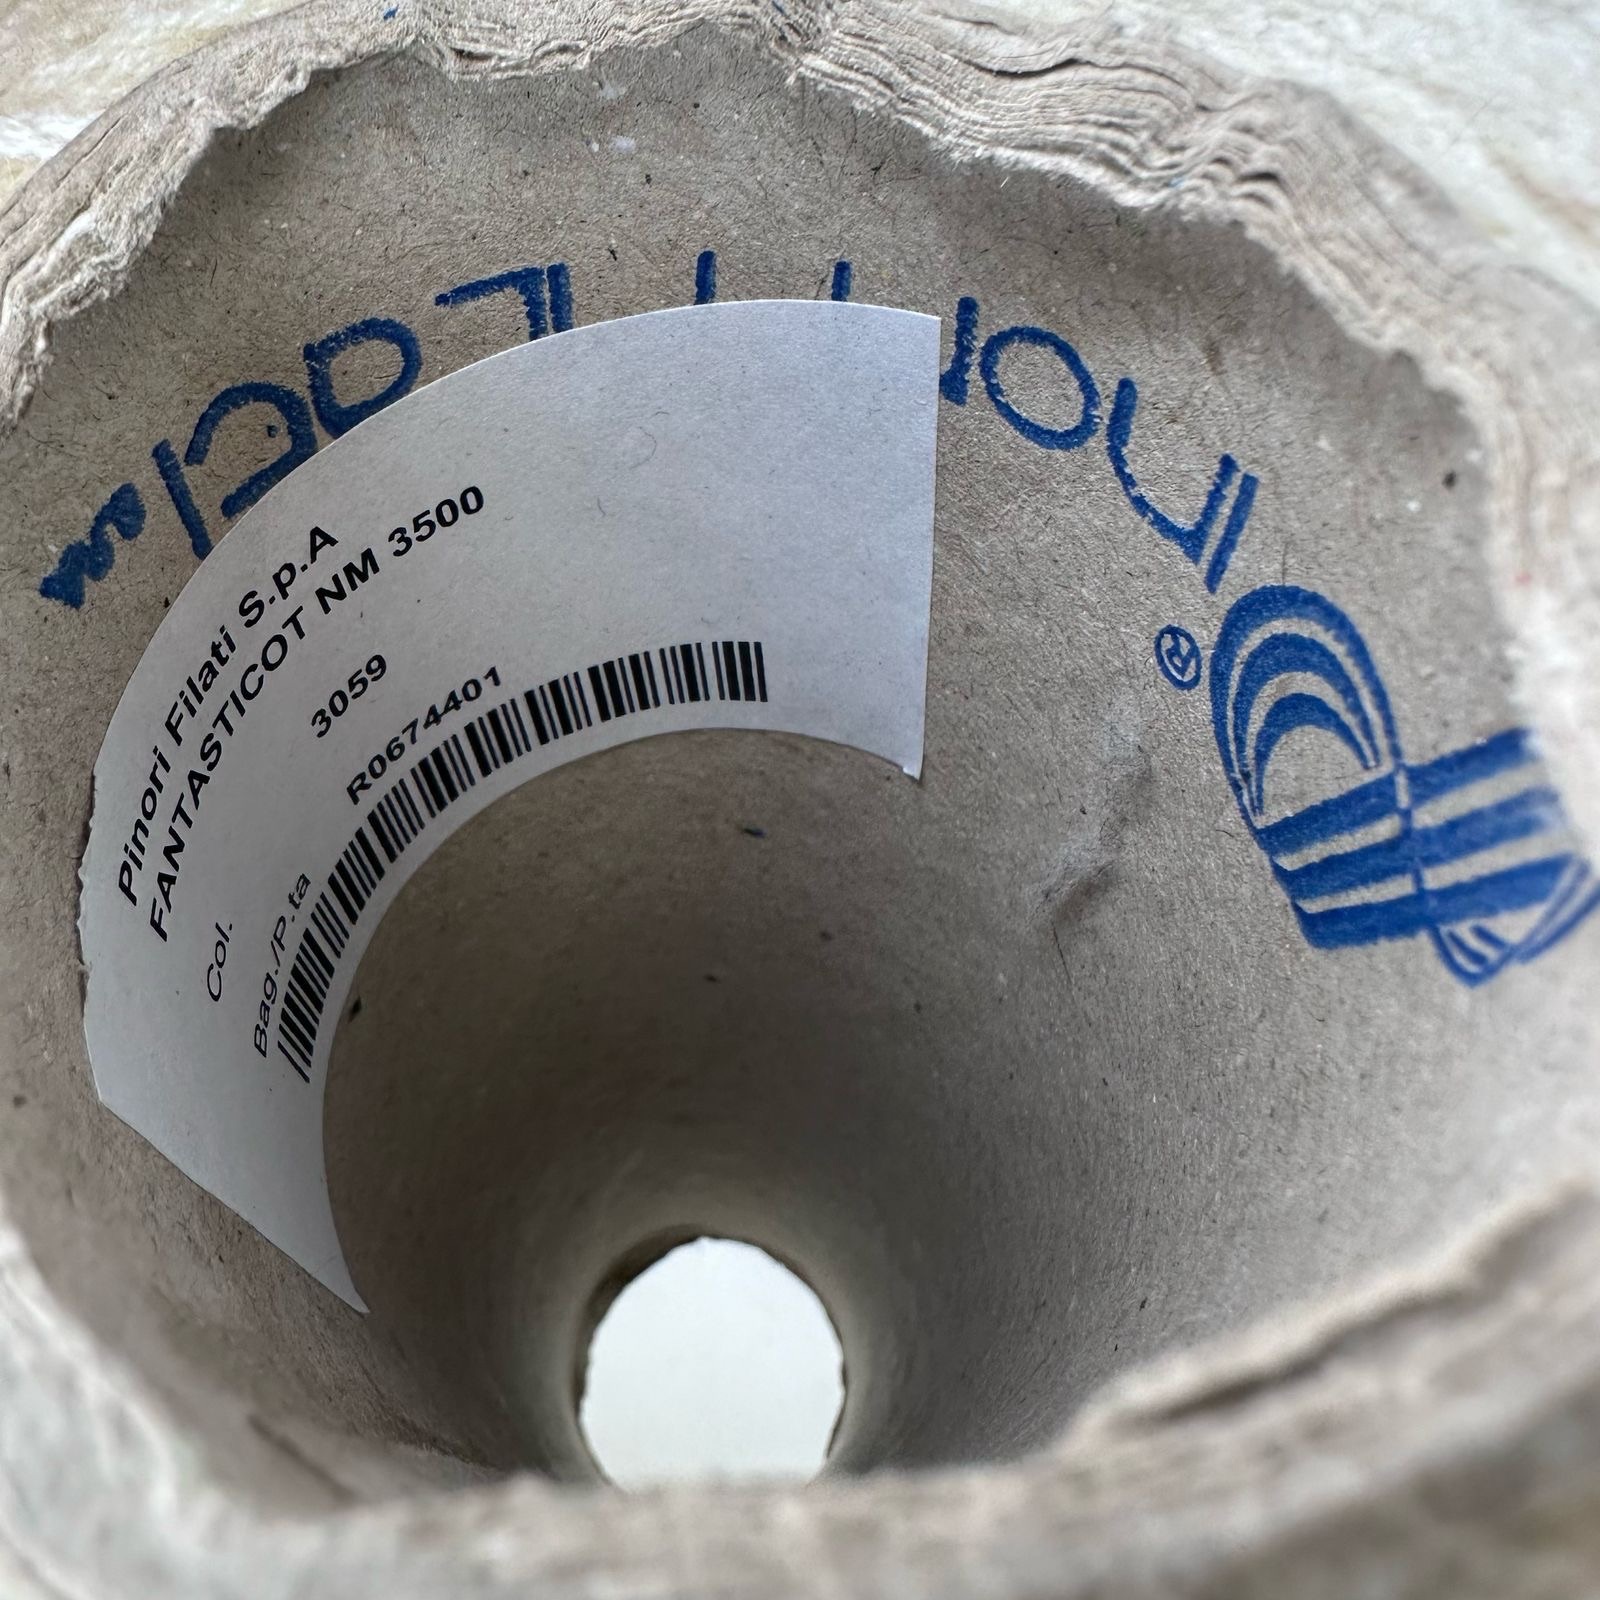 Pinori Filati S.p.A
FANTASTICOT NM 3500
Col. 3059
Bag./P.ta R0674401
®